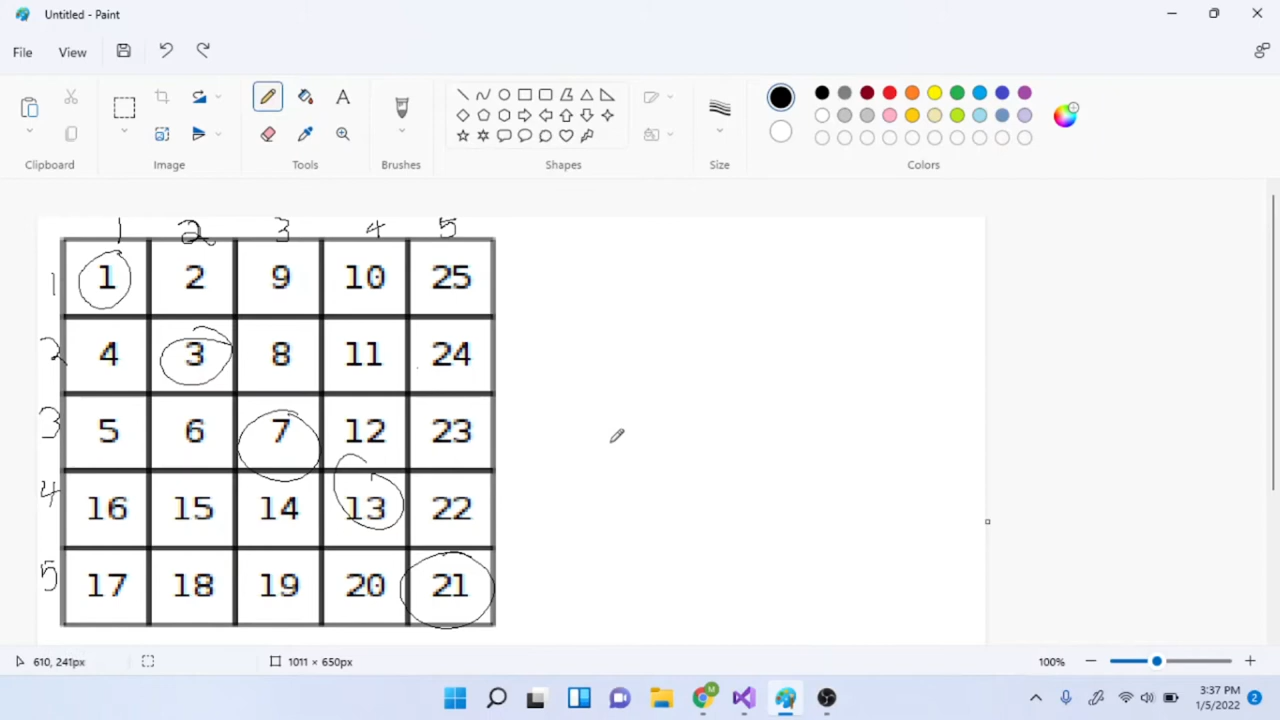 Untitled - Paint
File View
A
Clipboard Image Tools Brushes Shapes Size Colors
1 2 3 4 5
1 1 2 9 10 25
2 4 3 8 11 24
3 5 6 7 12 23
4 16 15 14 13 22
5 17 18 19 20 21
610, 241px 1011 × 650px 100%
M
3:37 PM
1/5/2022 2